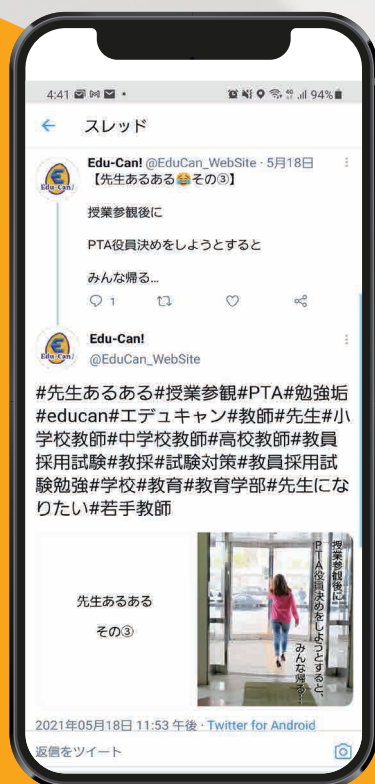 4:41
94%
スレッド
Edu-Can! @EduCan_WebSite · 5月18日
【先生あるある😂その③】
授業参観後に
PTA役員決めをしようとすると
みんな帰る...
1
Edu-Can!
@EduCan_WebSite
#先生あるある#授業参観#PTA#勉強垢
#educan#エデュキャン#教師#先生#小
学校教師#中学校教師#高校教師#教員
採用試験#教採#試験対策#教員採用試
験勉強#学校#教育#教育学部#先生にな
りたい#若手教師
先生あるある
その③
授業参観後に
PTA役員決めをしようとすると、
みんな帰る…
2021年05月18日 11:53 午後 · Twitter for Android
返信をツイート